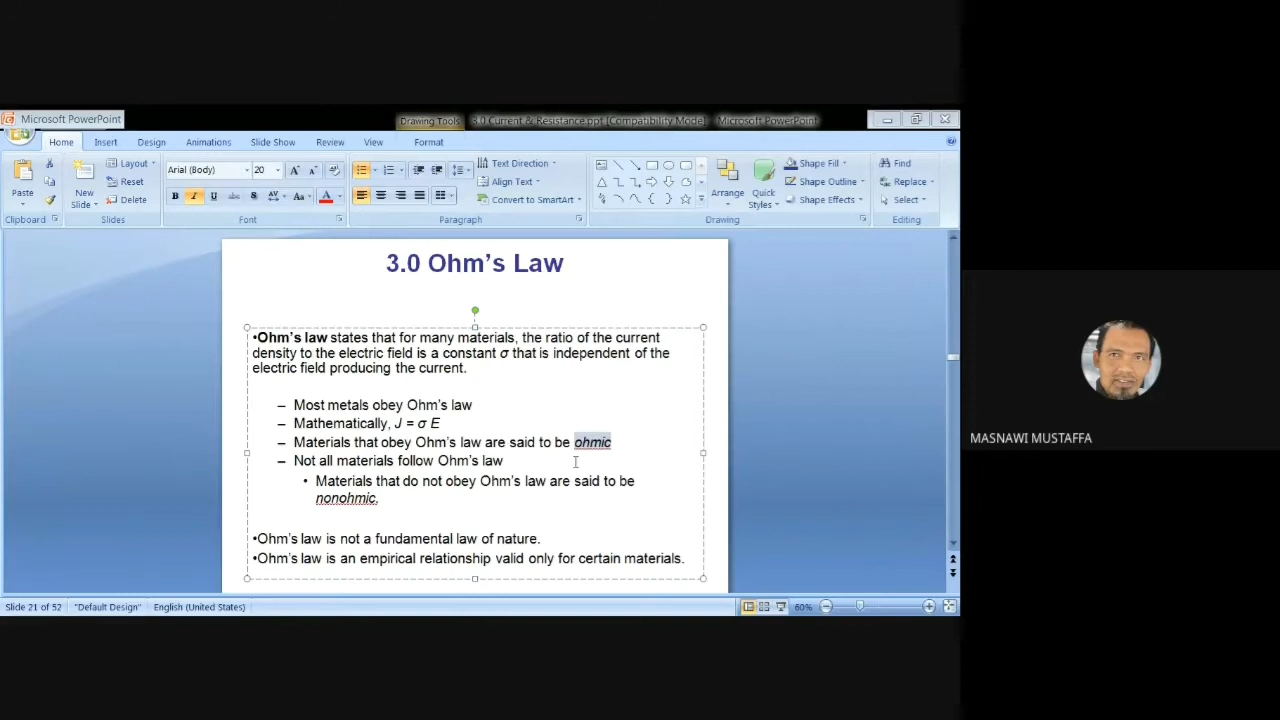 Microsoft PowerPoint
Drawing Tools
3.0 Current & Resistance.ppt [Compatibility Mode] - Microsoft PowerPoint
Home Insert Design Animations Slide Show Review View Format
Layout
Arial (Body) 20
Text Direction
Shape Fill
Find
Reset
Align Text
Shape Outline
Replace
Paste
New
Slide
Delete
B I U abc S AV Aa A
Convert to SmartArt
Arrange
Quick
Styles
Shape Effects
Select
Clipboard Slides Font Paragraph Drawing Editing
3.0 Ohm's Law
•Ohm's law states that for many materials, the ratio of the current
density to the electric field is a constant σ that is independent of the
electric field producing the current.
– Most metals obey Ohm's law
– Mathematically, J = σ E
– Materials that obey Ohm's law are said to be ohmic
– Not all materials follow Ohm's law
• Materials that do not obey Ohm's law are said to be
nonohmic.
•Ohm's law is not a fundamental law of nature.
•Ohm's law is an empirical relationship valid only for certain materials.
MASNAWI MUSTAFFA
Slide 21 of 52 "Default Design" English (United States) 60%